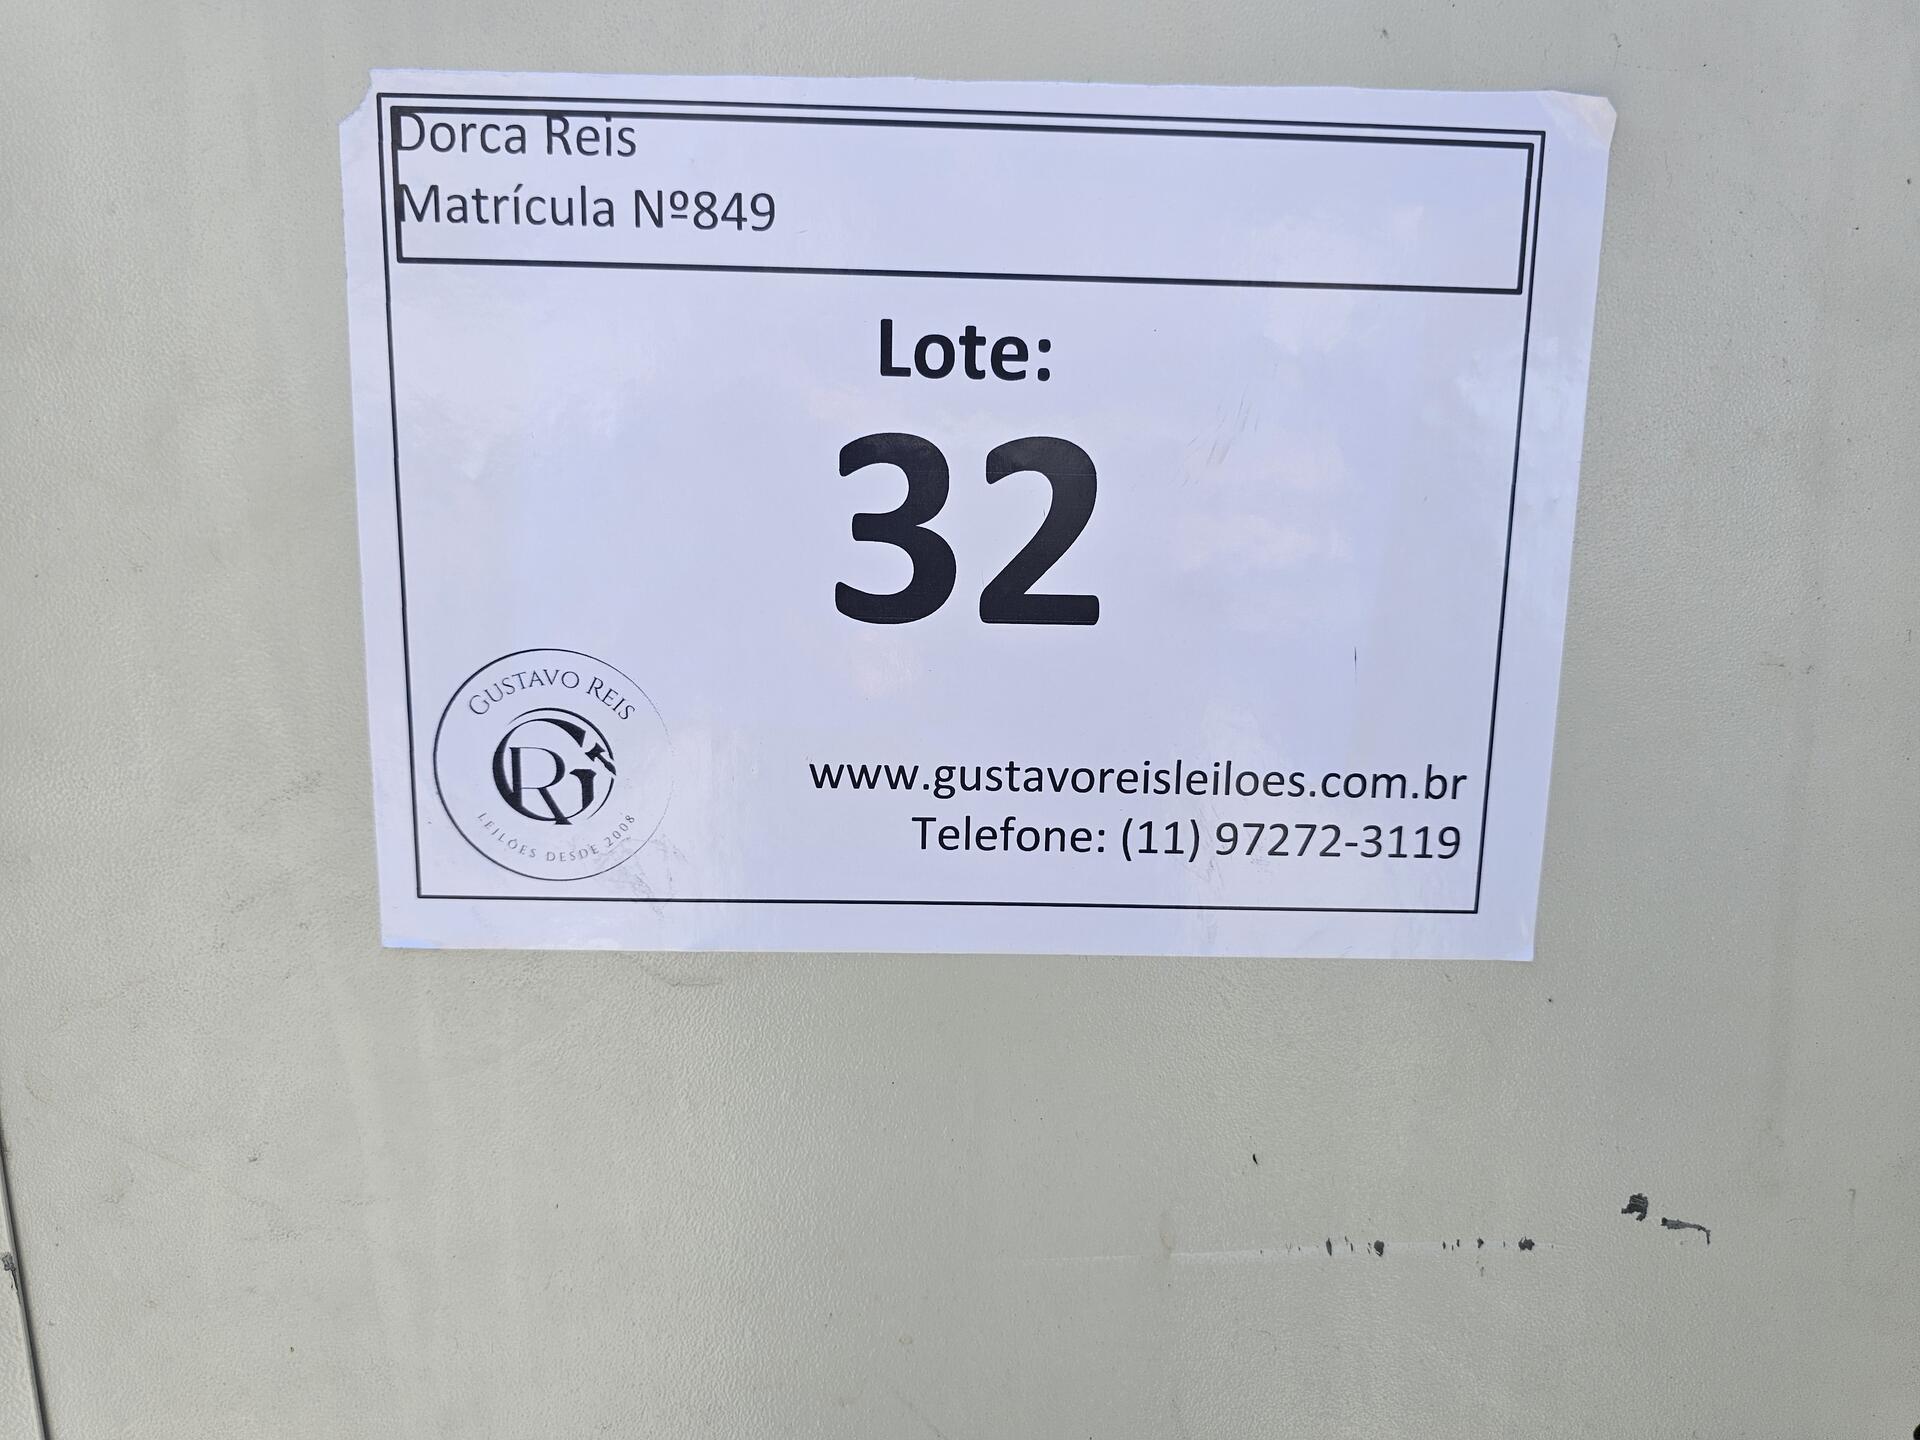 Dorca Reis
Matrícula Nº849
Lote:
32
GUSTAVO REIS
GR
LEILÕES DESDE 2008
www.gustavoreisleiloes.com.br
Telefone: (11) 97272-3119